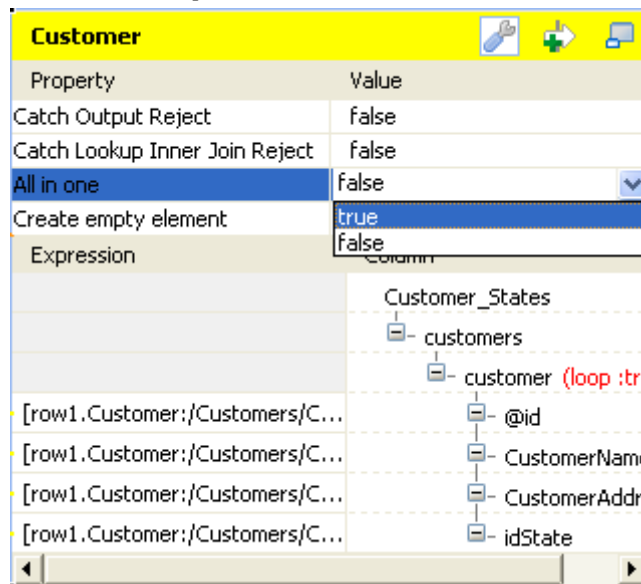 Customer
Property Value
Catch Output Reject false
Catch Lookup Inner Join Reject false
All in one false
true
Create empty element false
Expression Column
Customer_States
customers
customer (loop :tr
[row1.Customer:/Customers/C... @id
[row1.Customer:/Customers/C... CustomerName
[row1.Customer:/Customers/C... CustomerAddr
[row1.Customer:/Customers/C... idState